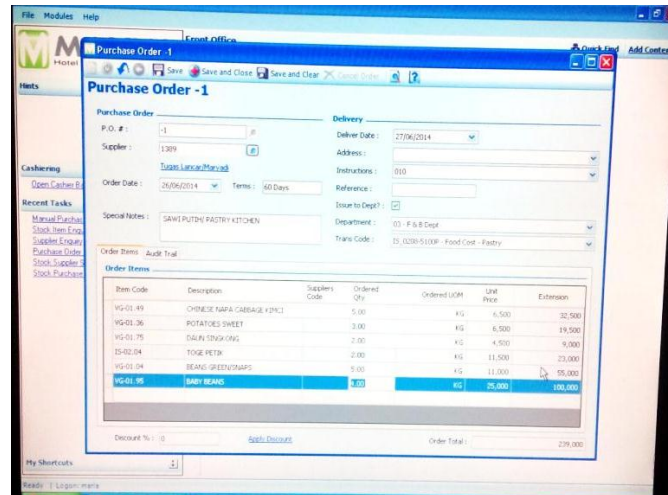 File Modules Help
Front Office
Quick Find Add Conten
M
Hotel
Hints
Cashiering
Open Cashier Ba
Recent Tasks
Manual Purchas
Stock Item Enqu
Supplier Enquiry
Purchase Order
Stock Supplier S
Stock Purchase
My Shortcuts
Ready | Logon: maria
Purchase Order -1
Save Save and Close Save and Clear Cancel Order
Purchase Order -1
Purchase Order
P.O. # : -1
Supplier : 1389
Tugas Lancar/Maryadi
Order Date : 26/06/2014 Terms : 60 Days
Special Notes : SAWI PUTIH/ PASTRY KITCHEN
Delivery
Deliver Date : 27/06/2014
Address :
Instructions : 010
Reference :
Issue to Dept? :
Department : 03 - F & B Dept
Trans Code : IS_0208-5100P - Food Cost - Pastry
Order Items Audit Trail
Order Items
Item Code Description Suppliers Code Ordered Qty Ordered UOM Unit Price Extension
VG-01.49 CHINESE NAPA CABBAGE KIMCI 5.00 KG 6,500 32,500
VG-01.36 POTATOES SWEET 3.00 KG 6,500 19,500
VG-01.75 DAUN SINGKONG 2.00 KG 4,500 9,000
IS-02.04 TOGE PETIK 2.00 KG 11,500 23,000
VG-01.04 BEANS GREEN/SNAPS 5.00 KG 11,000 55,000
VG-01.95 BABY BEANS 4.00 KG 25,000 100,000
Discount % : 0 Apply Discount Order Total : 239,000